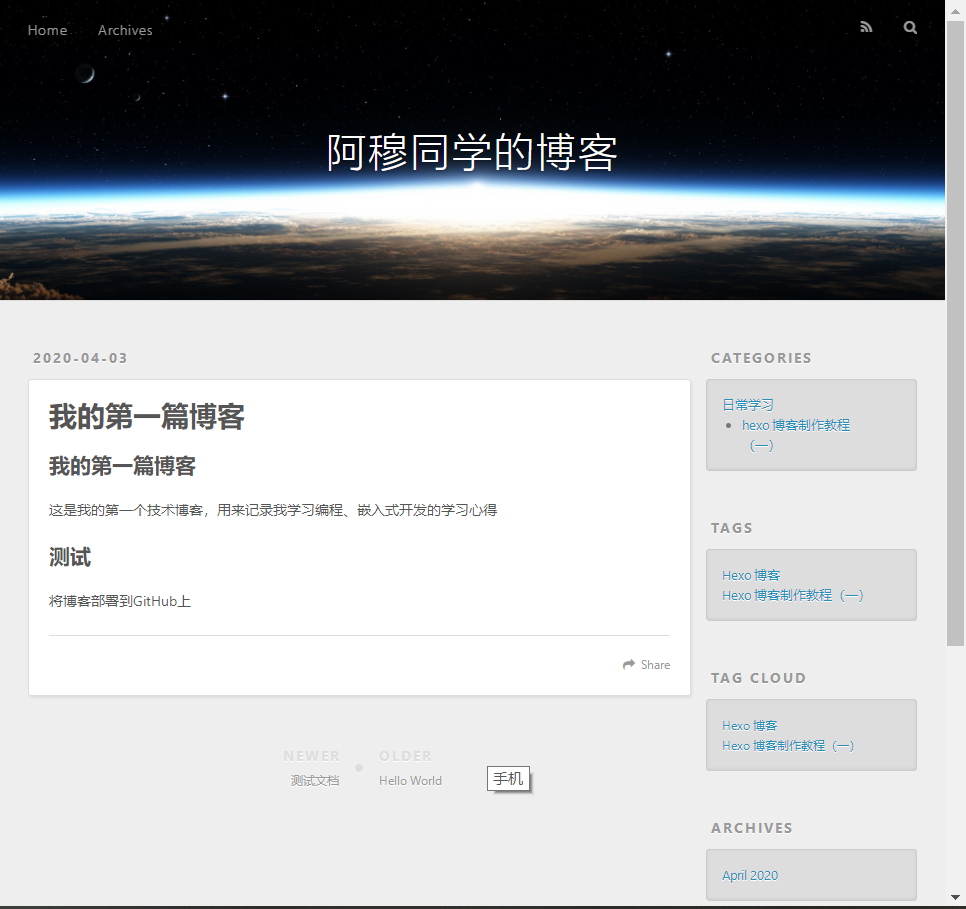 Home
Archives
阿穆同学的博客
2020-04-03
我的第一篇博客
我的第一篇博客
这是我的第一个技术博客，用来记录我学习编程、嵌入式开发的学习心得
测试
将博客部署到GitHub上
Share
NEWER
测试文档
OLDER
Hello World
手机
CATEGORIES
日常学习
hexo 博客制作教程
（一）
TAGS
Hexo 博客
Hexo 博客制作教程（一）
TAG CLOUD
Hexo 博客
Hexo 博客制作教程（一）
ARCHIVES
April 2020